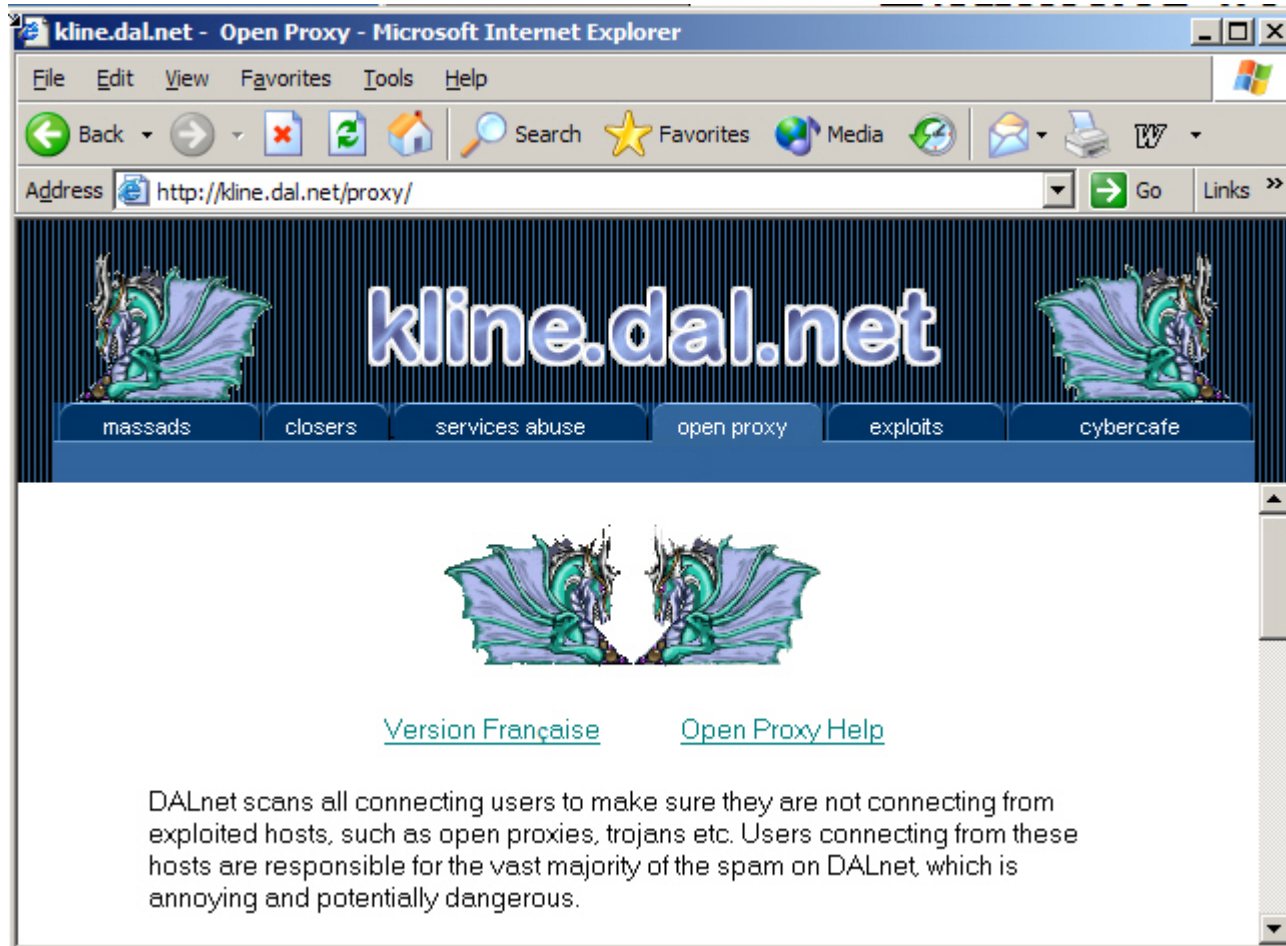 kline.dal.net - Open Proxy - Microsoft Internet Explorer
File Edit View Favorites Tools Help
Back Search Favorites Media
Address http://kline.dal.net/proxy/ Go Links »
kline.dal.net
massads closers services abuse open proxy exploits cybercafe
Version Française Open Proxy Help
DALnet scans all connecting users to make sure they are not connecting from
exploited hosts, such as open proxies, trojans etc. Users connecting from these
hosts are responsible for the vast majority of the spam on DALnet, which is
annoying and potentially dangerous.